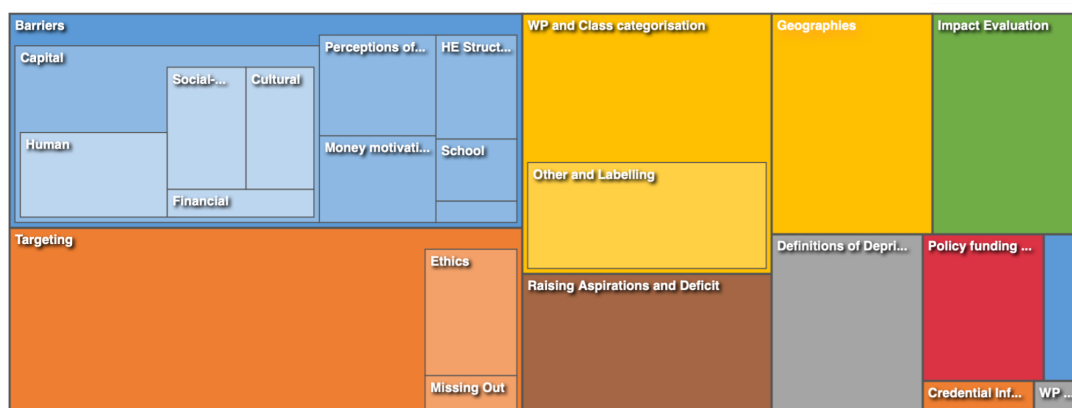 Barriers
Capital
Social-...
Cultural
Human
Financial
Perceptions of...
HE Struct...
Money motivati...
School
Targeting
Ethics
Missing Out
WP and Class categorisation
Other and Labelling
Raising Aspirations and Deficit
Geographies
Impact Evaluation
Definitions of Depri...
Policy funding ...
Credential Inf...
WP ...